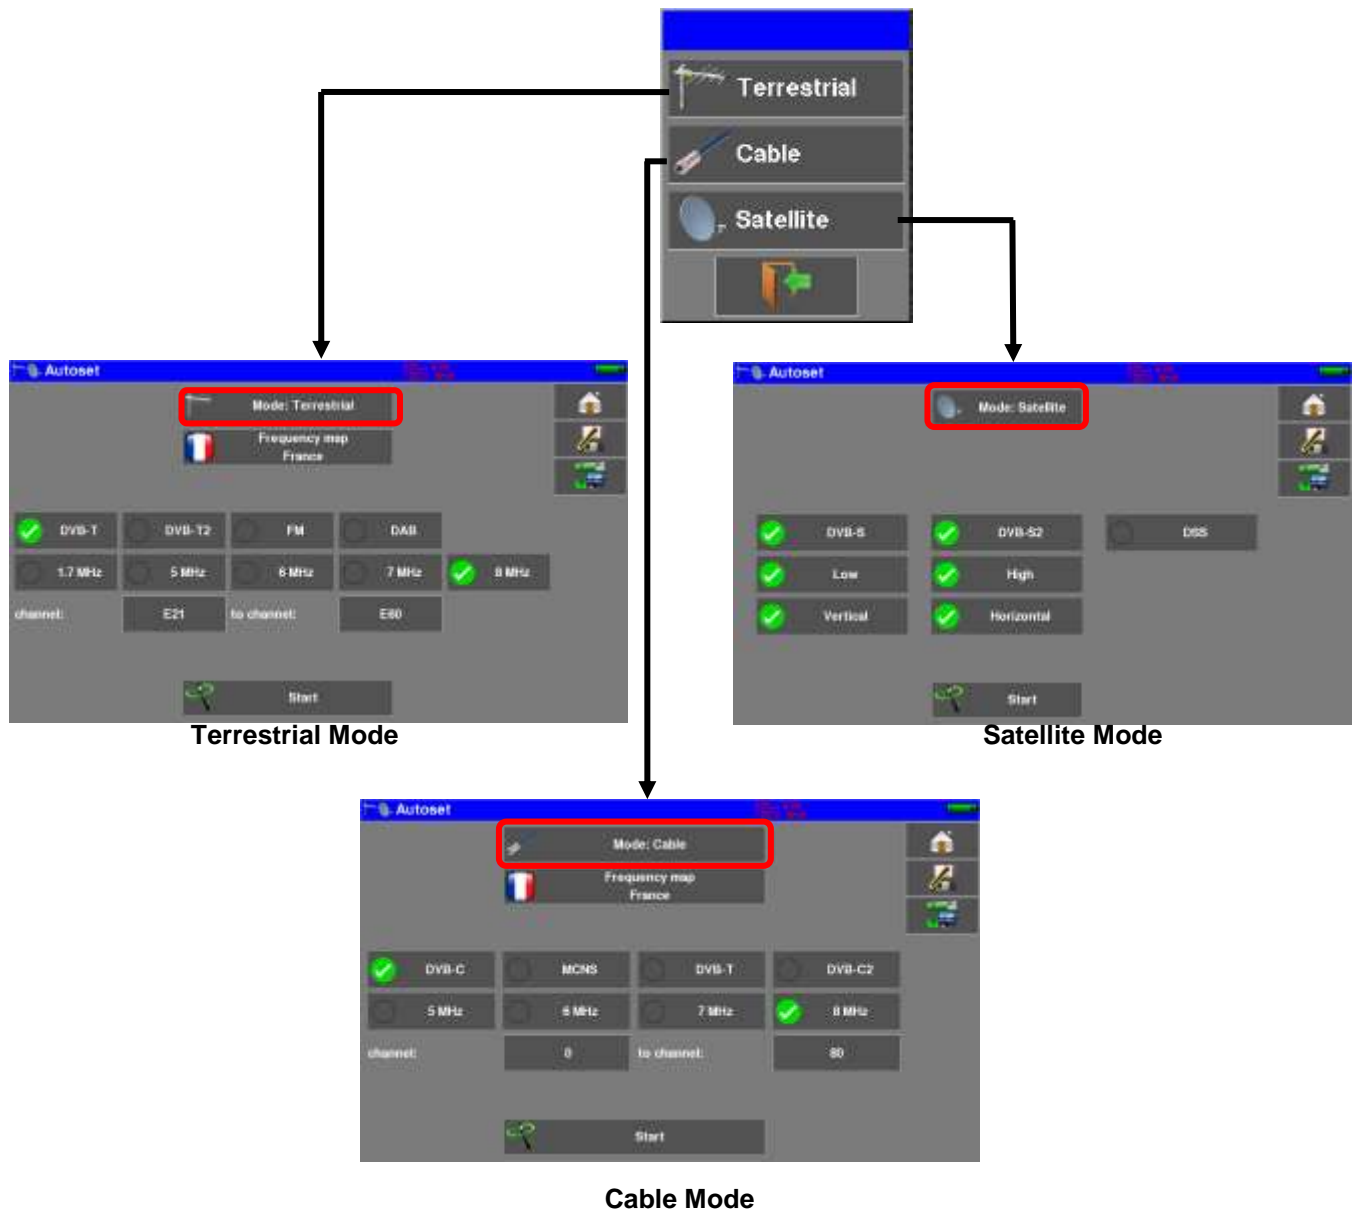 Terrestrial
Cable
Satellite
Autoset
Mode: Terrestrial
Frequency map
France
DVB-T
DVB-T2
FM
DAB
1.7 MHz
5 MHz
6 MHz
7 MHz
8 MHz
channel:
E21
to channel:
E60
Start
Terrestrial Mode
Autoset
Mode: Satellite
DVB-S
DVB-S2
DSS
Low
High
Vertical
Horizontal
Start
Satellite Mode
Autoset
Mode: Cable
Frequency map
France
DVB-C
MCNS
DVB-T
DVB-C2
5 MHz
6 MHz
7 MHz
8 MHz
channel:
0
to channel:
80
Start
Cable Mode